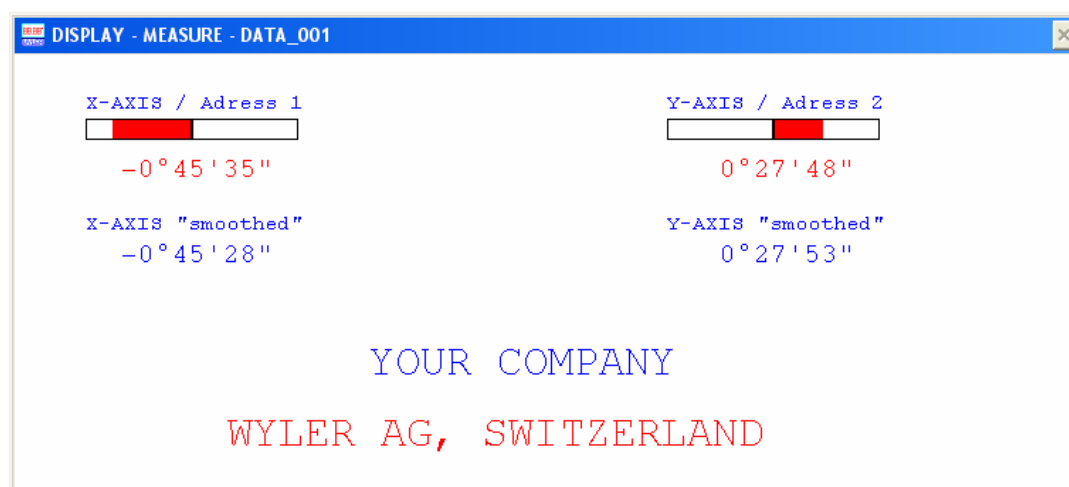 DISPLAY - MEASURE - DATA_001
X-AXIS / Adress 1
-0°45'35"
X-AXIS "smoothed"
-0°45'28"
Y-AXIS / Adress 2
0°27'48"
Y-AXIS "smoothed"
0°27'53"
YOUR COMPANY
WYLER AG, SWITZERLAND